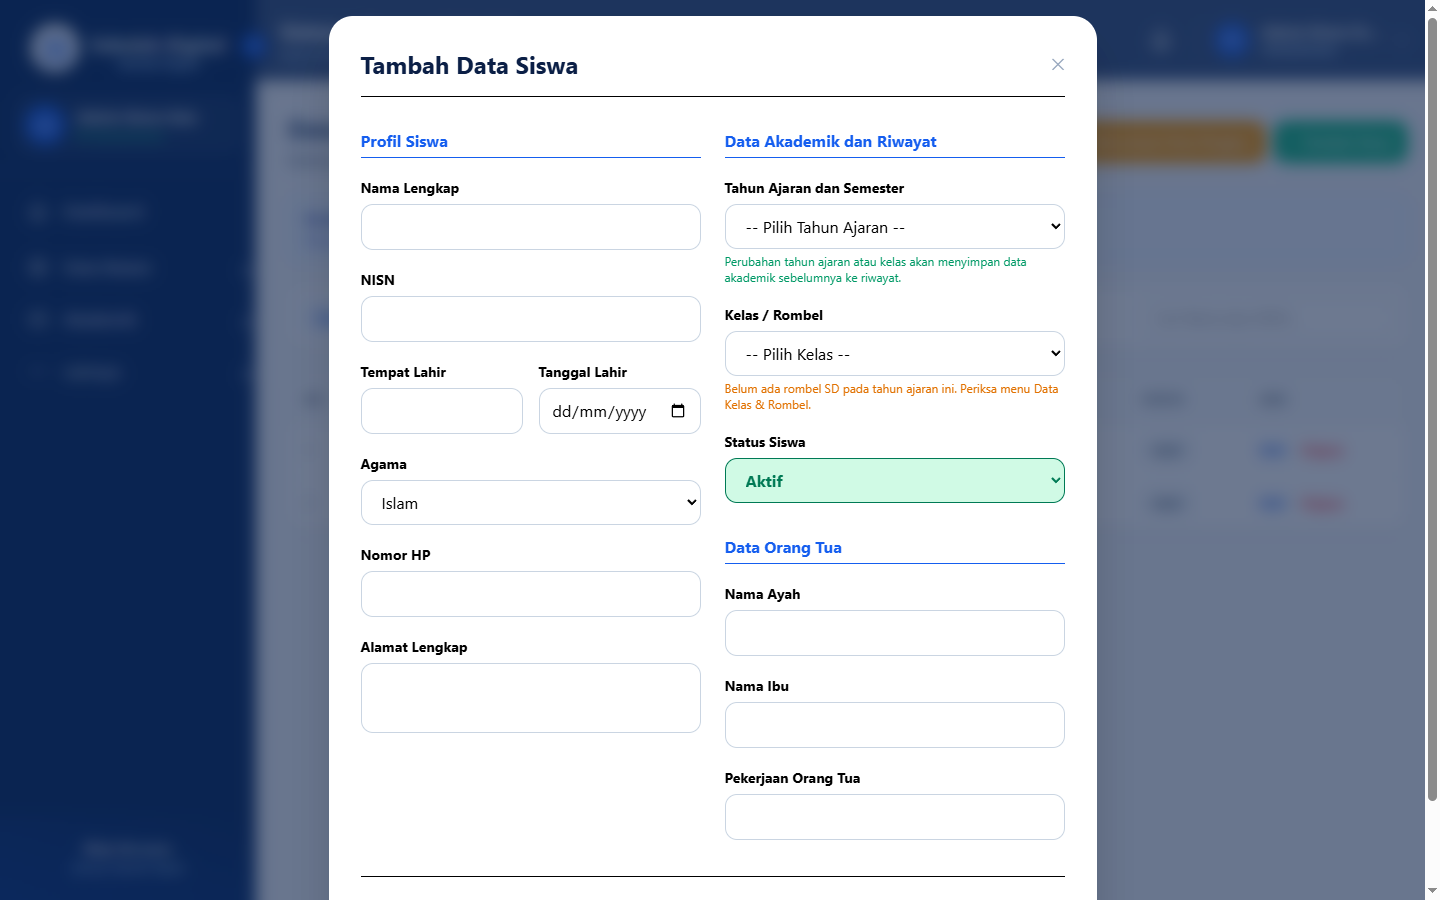 Tambah Data Siswa
Profil Siswa
Nama Lengkap
NISN
Tempat Lahir
Tanggal Lahir
dd/mm/yyyy
Agama
Islam
Nomor HP
Alamat Lengkap
Data Akademik dan Riwayat
Tahun Ajaran dan Semester
-- Pilih Tahun Ajaran --
Perubahan tahun ajaran atau kelas akan menyimpan data
akademik sebelumnya ke riwayat.
Kelas / Rombel
-- Pilih Kelas --
Belum ada rombel SD pada tahun ajaran ini. Periksa menu Data
Kelas & Rombel.
Status Siswa
Aktif
Data Orang Tua
Nama Ayah
Nama Ibu
Pekerjaan Orang Tua